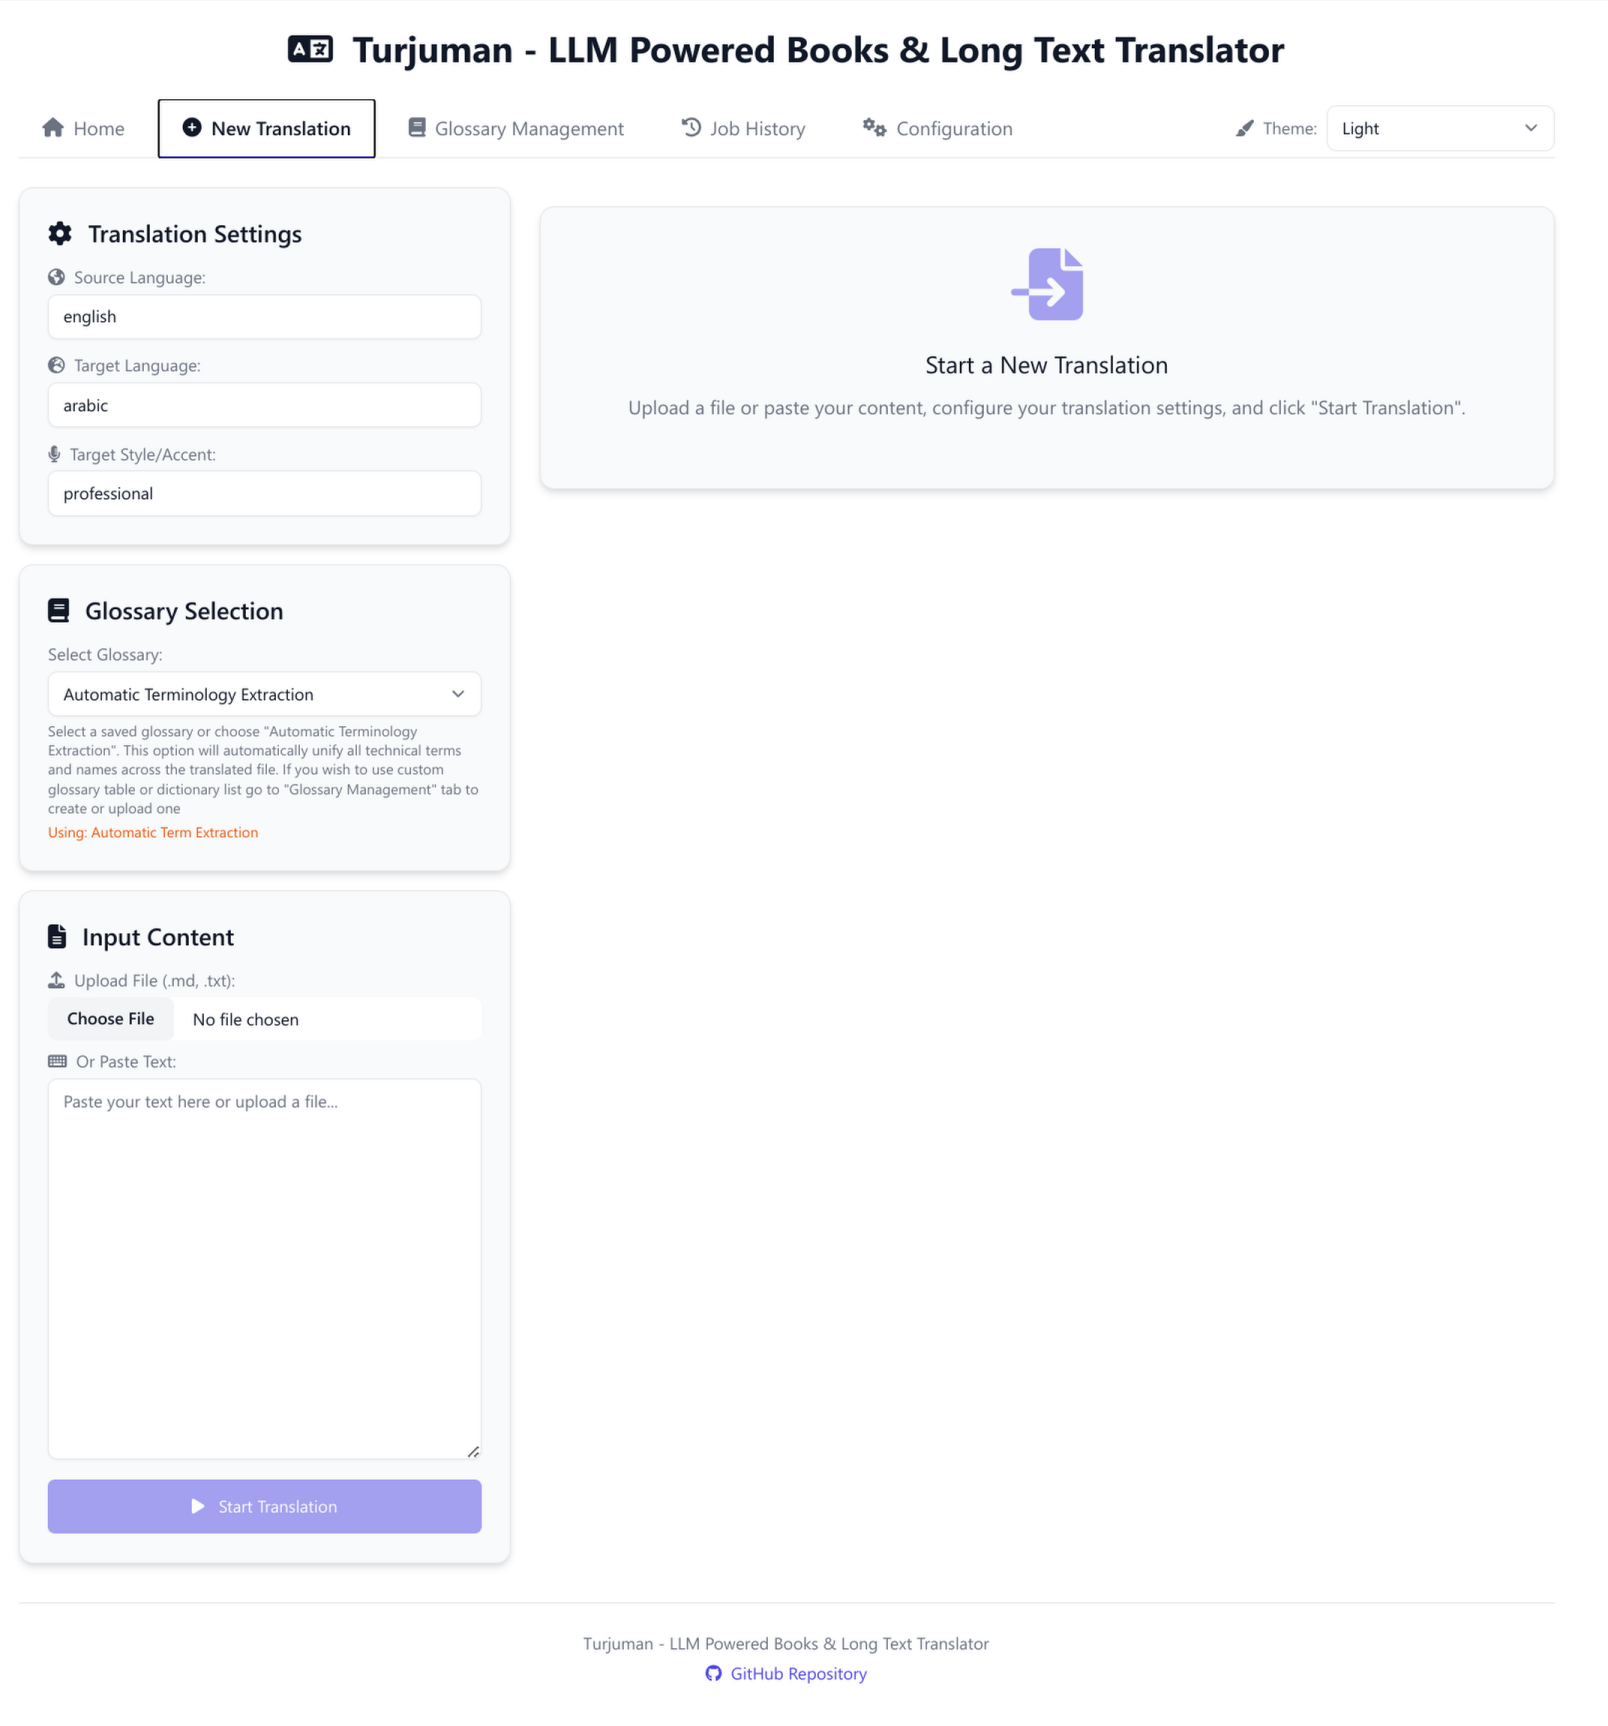 Turjuman - LLM Powered Books & Long Text Translator
Home
New Translation
Glossary Management
Job History
Configuration
Theme:
Light
Translation Settings
Source Language:
english
Target Language:
arabic
Target Style/Accent:
professional
Start a New Translation
Upload a file or paste your content, configure your translation settings, and click "Start Translation".
Glossary Selection
Select Glossary:
Automatic Terminology Extraction
Select a saved glossary or choose "Automatic Terminology
Extraction". This option will automatically unify all technical terms
and names across the translated file. If you wish to use custom
glossary table or dictionary list go to "Glossary Management" tab to
create or upload one
Using: Automatic Term Extraction
Input Content
Upload File (.md, .txt):
Choose File
No file chosen
Or Paste Text:
Paste your text here or upload a file...
Start Translation
Turjuman - LLM Powered Books & Long Text Translator
GitHub Repository